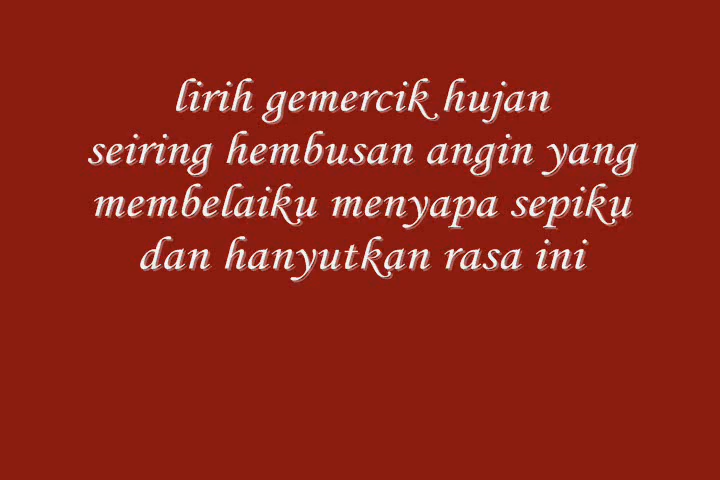 lirih gemercik hujan
seiring hembusan angin yang
membelaiku menyapa sepiku
dan hanyutkan rasa ini